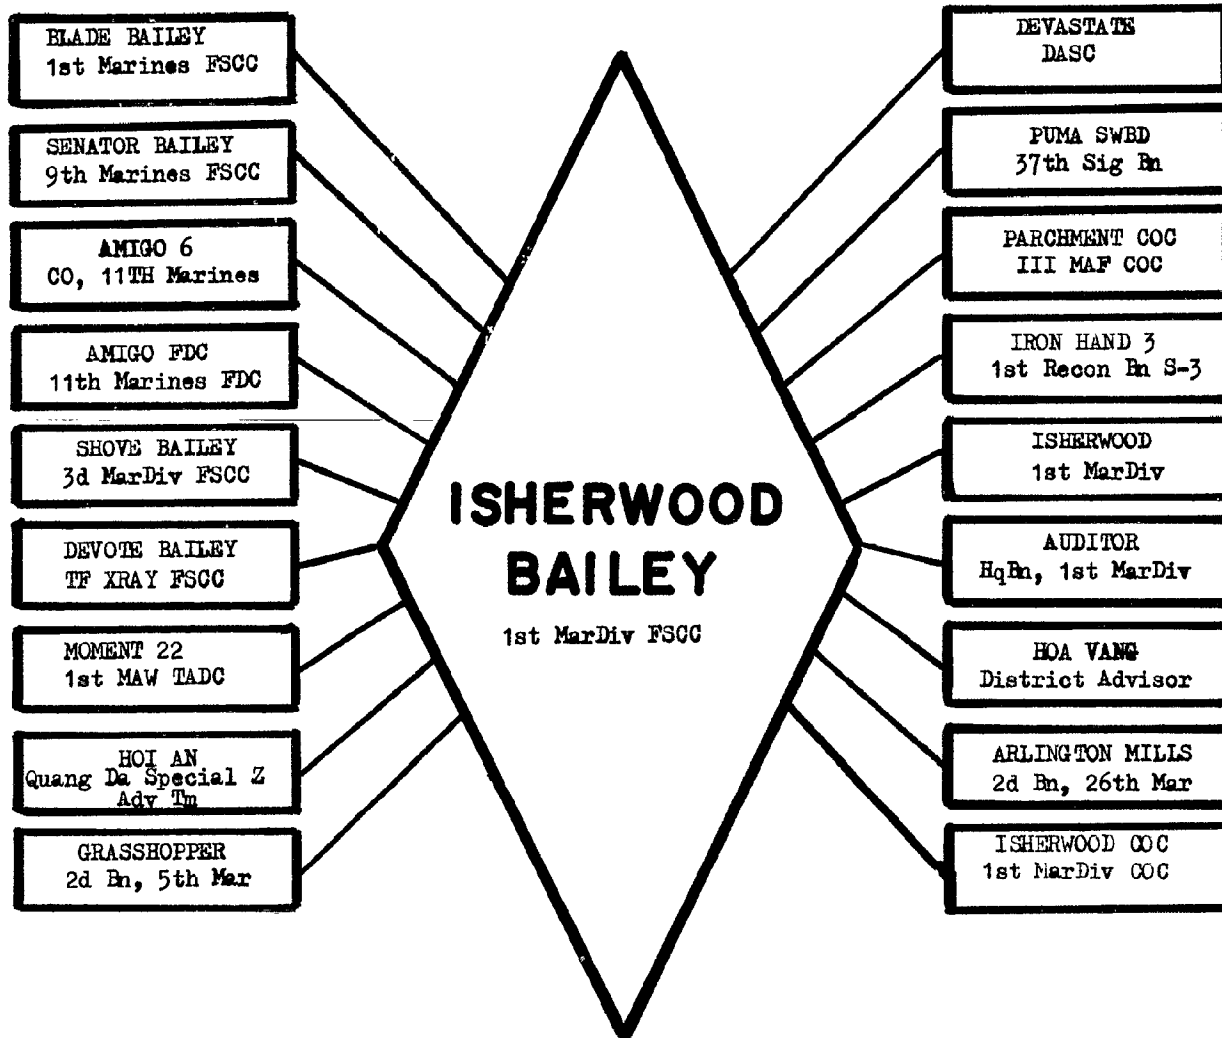 BLADE BAILEY
1st Marines FSCC
SENATOR BAILEY
9th Marines FSCC
AMIGO 6
CO, 11TH Marines
AMIGO FDC
11th Marines FDC
SHOVE BAILEY
3d MarDiv FSCC
DEVOTE BAILEY
TF XRAY FSCC
MOMENT 22
1st MAW TADC
HOI AN
Quang Da Special Z
Adv Tm
GRASSHOPPER
2d Bn, 5th Mar
ISHERWOOD
BAILEY
1st MarDiv FSCC
DEVASTATE
DASC
PUMA SWBD
37th Sig Bn
PARCHMENT COC
III MAF COC
IRON HAND 3
1st Recon Bn S-3
ISHERWOOD
1st MarDiv
AUDITOR
HqBn, 1st MarDiv
HOA VANG
District Advisor
ARLINGTON MILLS
2d Bn, 26th Mar
ISHERWOOD COC
1st MarDiv COC